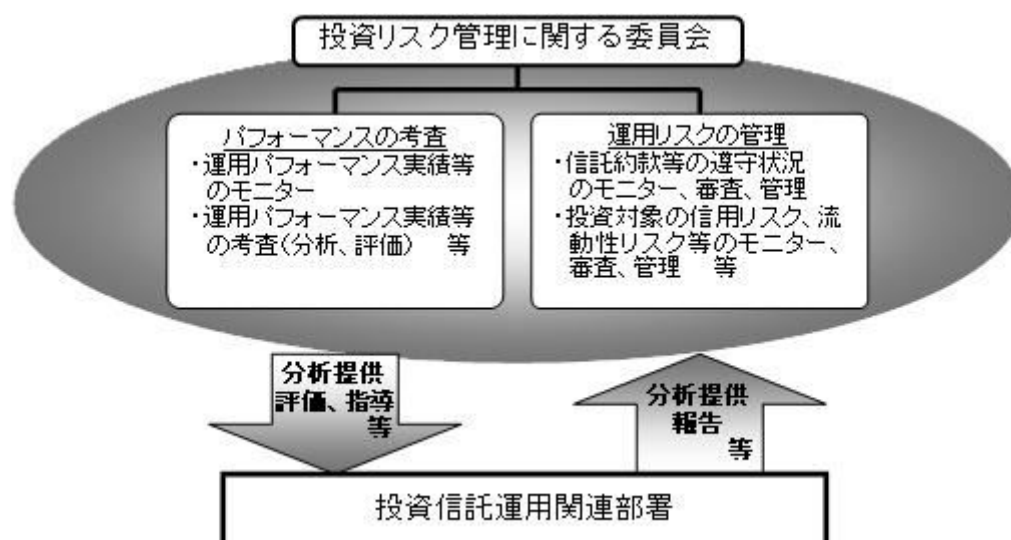 投資リスク管理に関する委員会
パフォーマンスの考査
・運用パフォーマンス実績等
のモニター
・運用パフォーマンス実績等
の考査(分析、評価) 等
運用リスクの管理
・信託約款等の遵守状況
のモニター、審査、管理
・投資対象の信用リスク、流
動性リスク等のモニター、
審査、管理 等
分析提供
評価、指導
等
分析提供
報告
等
投資信託運用関連部署